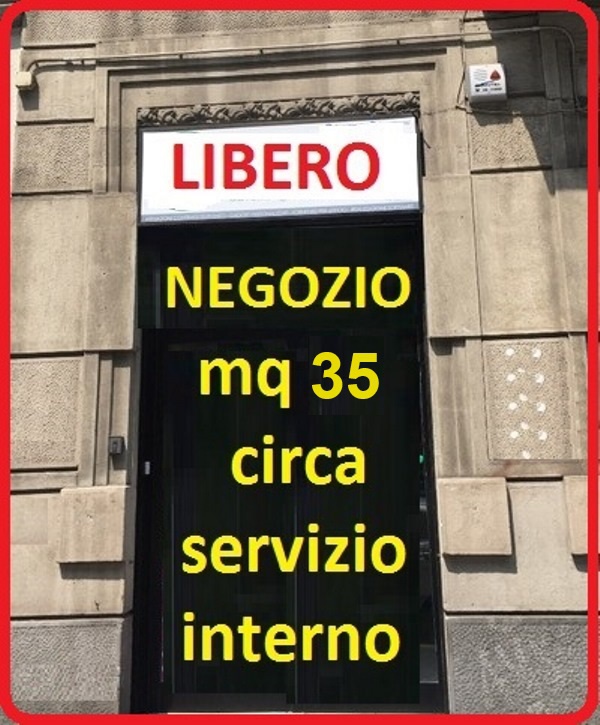 LIBERO
NEGOZIO
mq 35
circa
servizio
interno